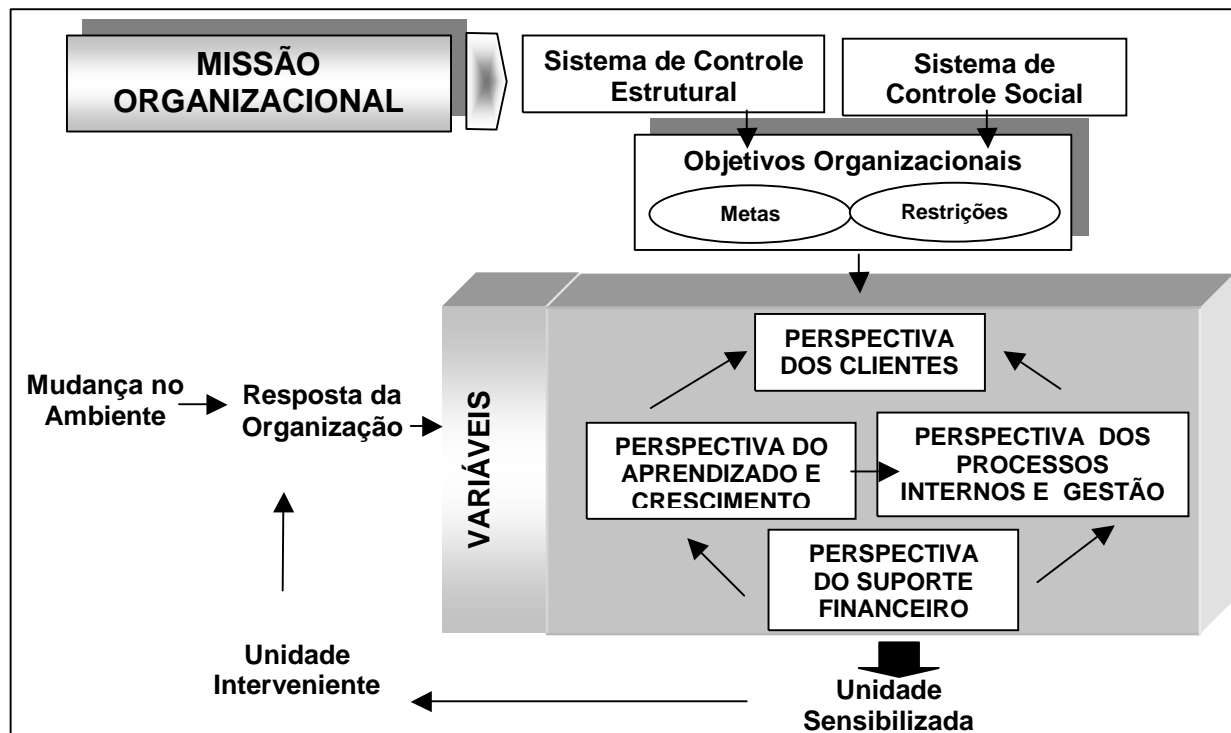 MISSÃO
ORGANIZACIONAL
Sistema de Controle
Estrutural
Sistema de
Controle Social
Objetivos Organizacionais
Metas
Restrições
Mudança no
Ambiente
Resposta da
Organização
VARIÁVEIS
PERSPECTIVA
DOS CLIENTES
PERSPECTIVA DO
APRENDIZADO E
CRESCIMENTO
PERSPECTIVA DOS
PROCESSOS
INTERNOS E GESTÃO
PERSPECTIVA
DO SUPORTE
FINANCEIRO
Unidade
Interveniente
Unidade
Sensibilizada